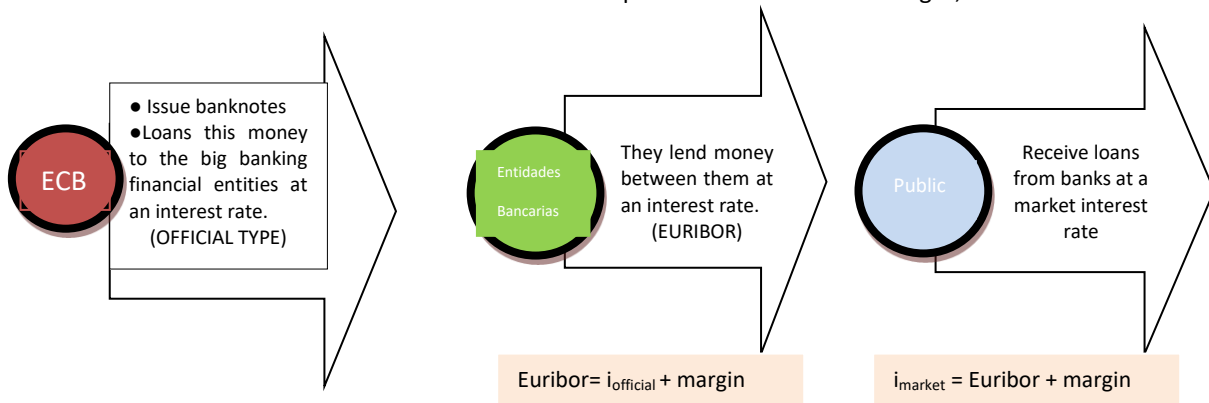 ECB
● Issue banknotes
●Loans this money
to the big banking
financial entities at
an interest rate.
(OFFICIAL TYPE)
Entidades
Bancarias
They lend money
between them at
an interest rate.
(EURIBOR)
Public
Receive loans
from banks at a
market interest
rate
Euribor= i official + margin
i market = Euribor + margin